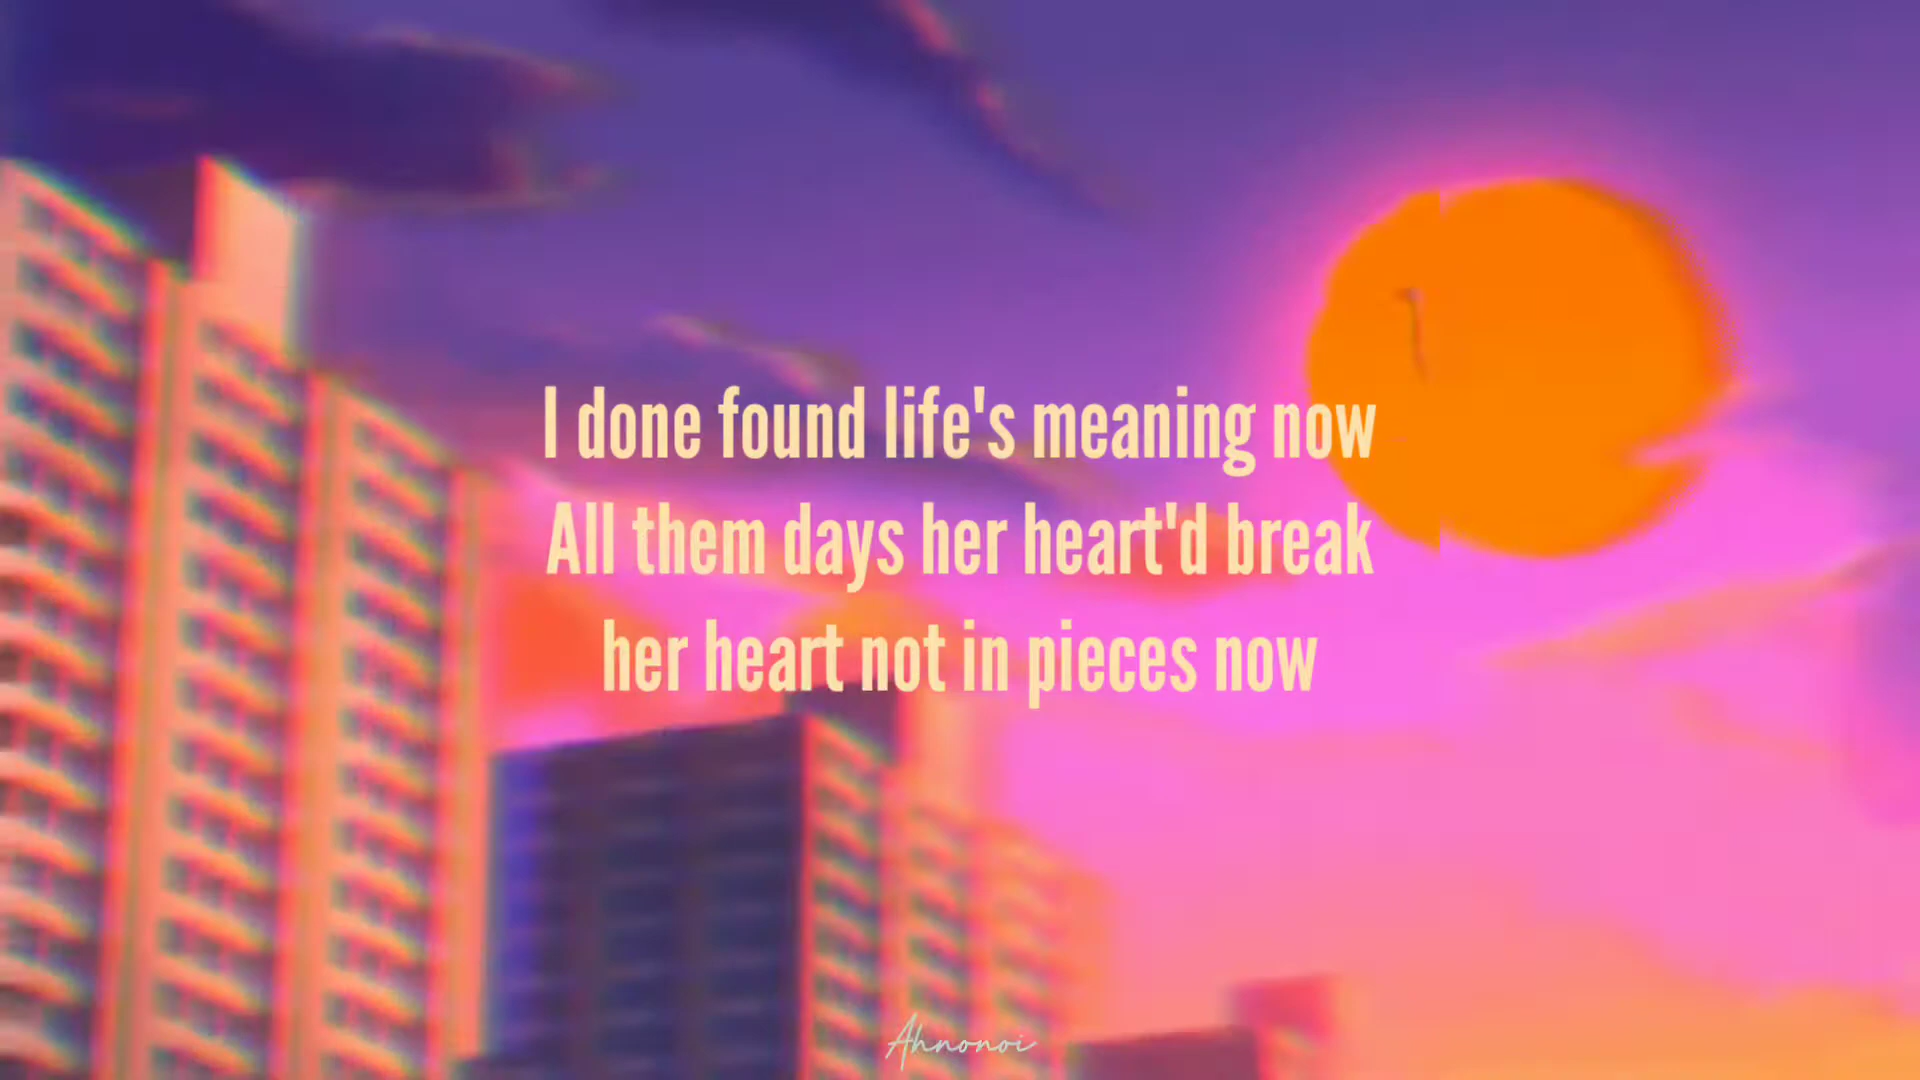 I done found life's meaning now
All them days her heart'd break
her heart not in pieces now
Ahnonoi